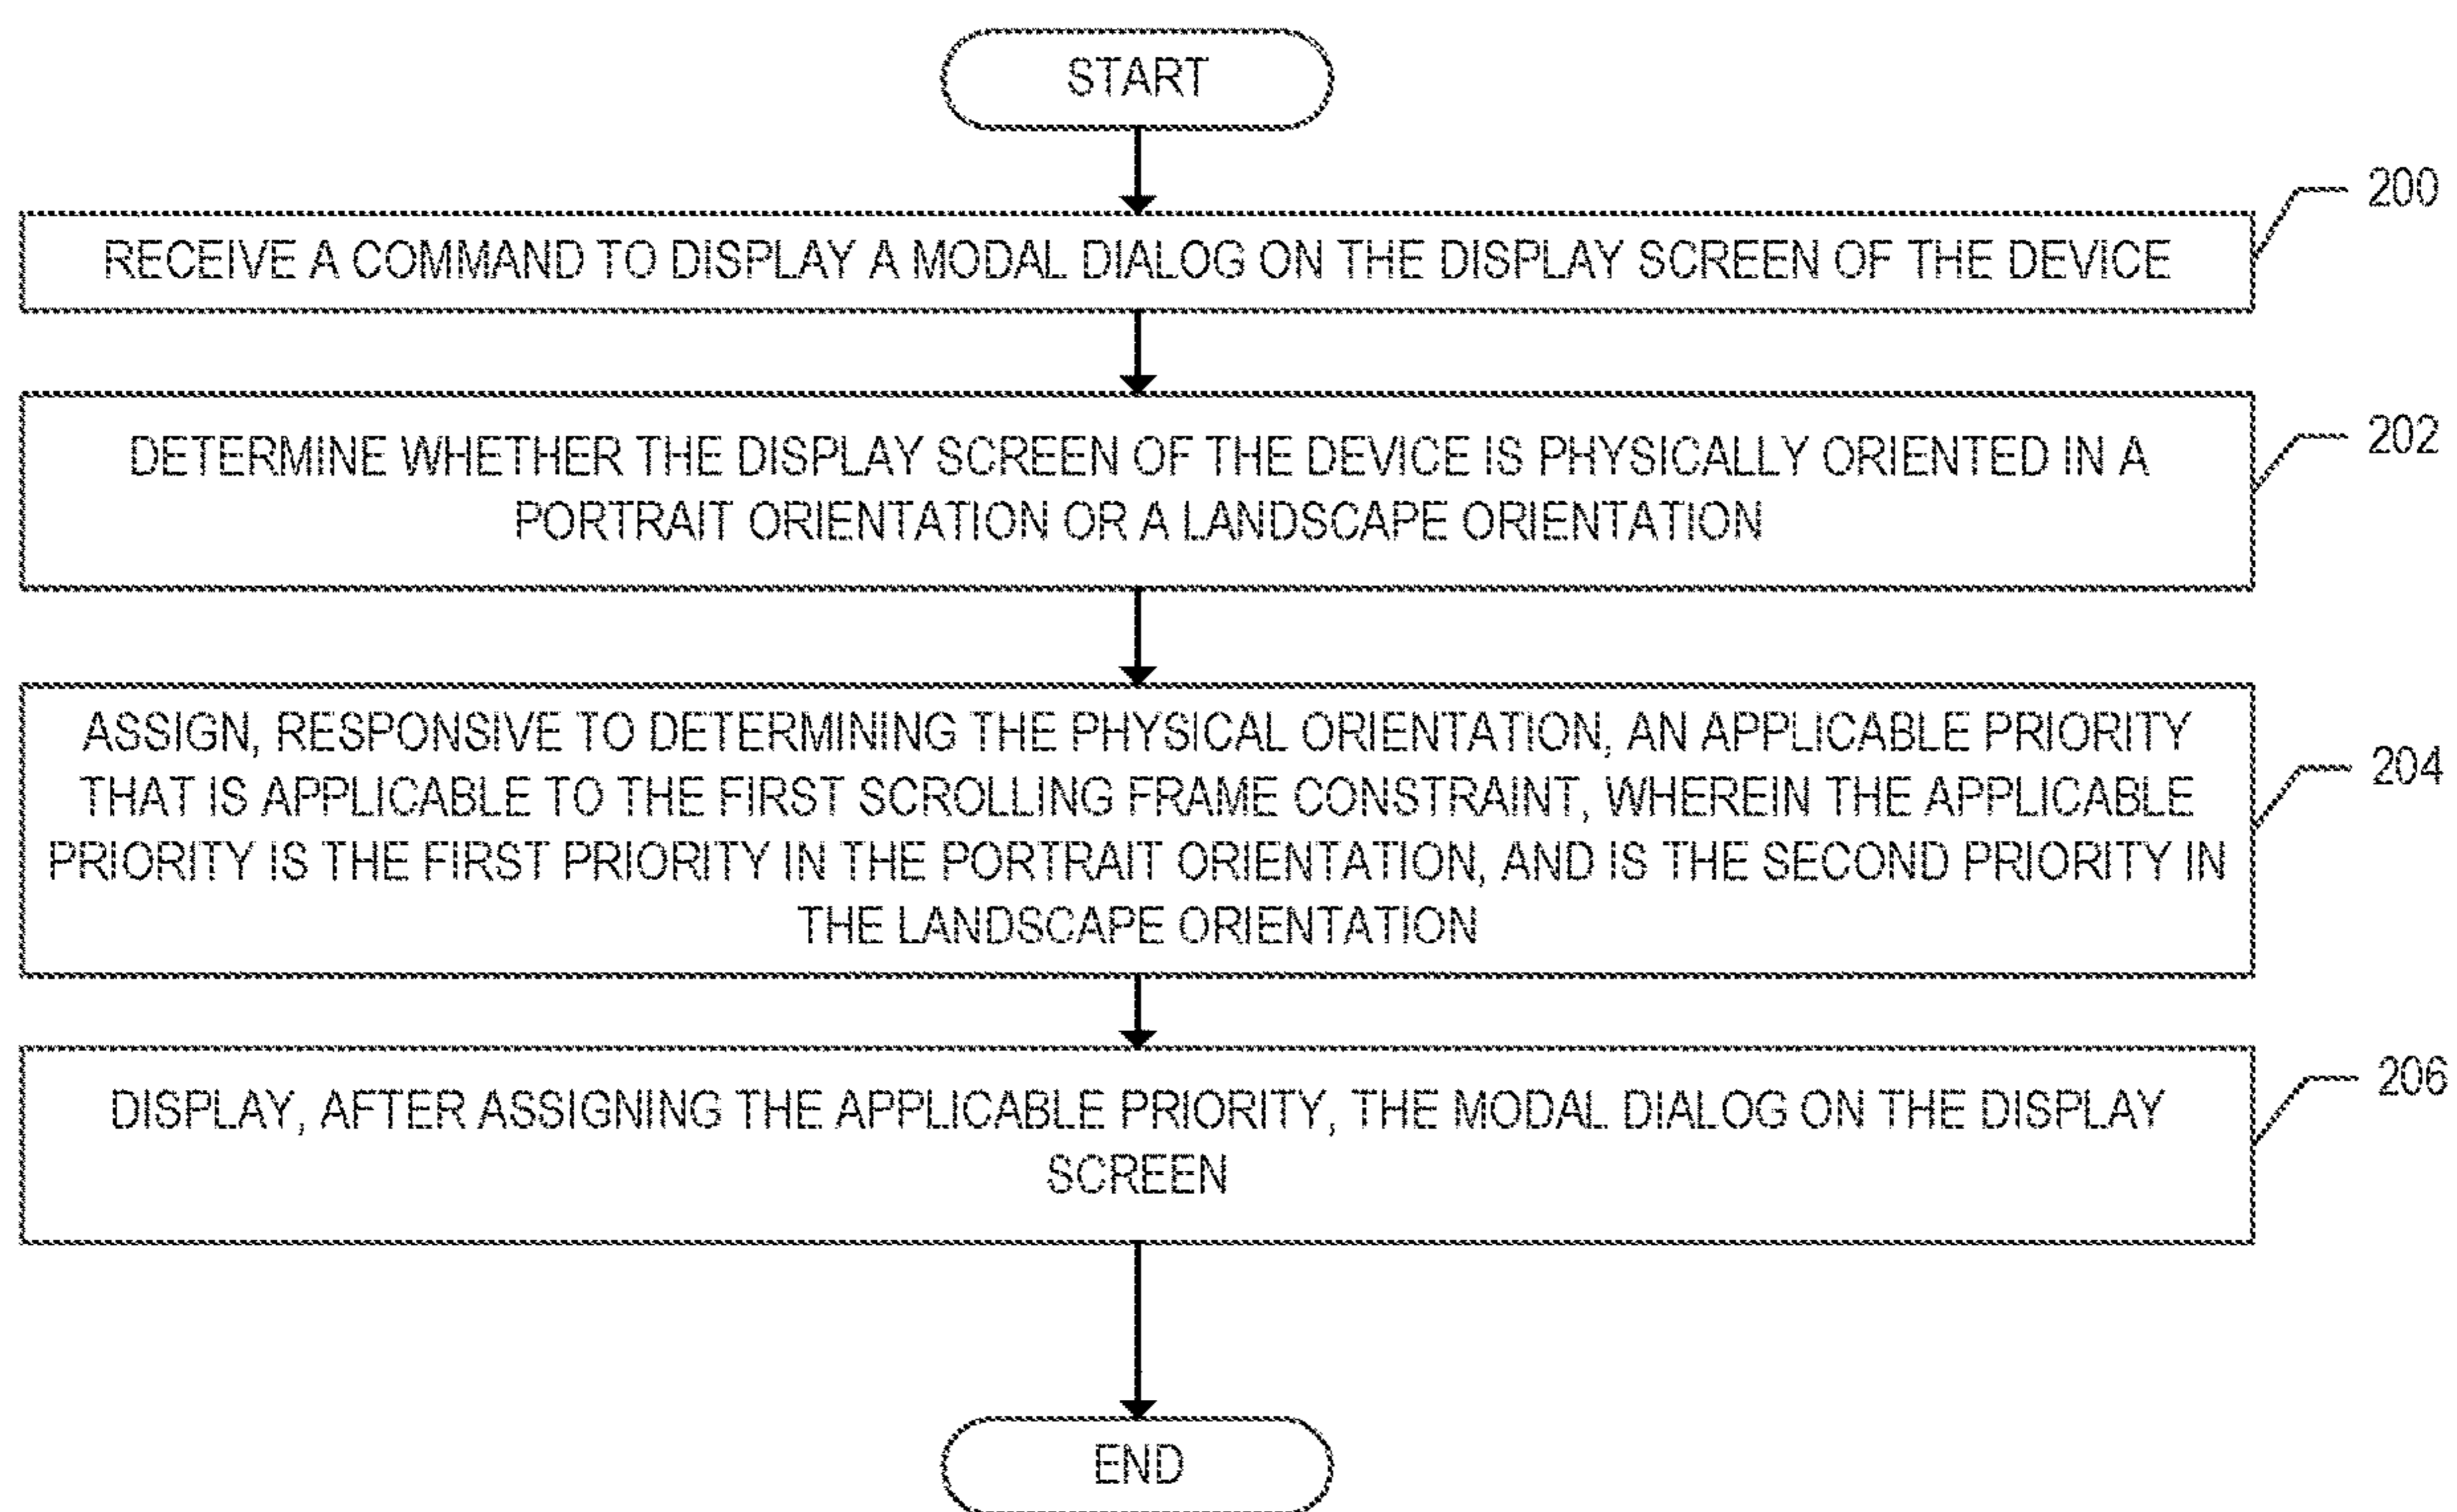 START
200
RECEIVE A COMMAND TO DISPLAY A MODAL DIALOG ON THE DISPLAY SCREEN OF THE DEVICE
202
DETERMINE WHETHER THE DISPLAY SCREEN OF THE DEVICE IS PHYSICALLY ORIENTED IN A
PORTRAIT ORIENTATION OR A LANDSCAPE ORIENTATION
204
ASSIGN, RESPONSIVE TO DETERMINING THE PHYSICAL ORIENTATION, AN APPLICABLE PRIORITY
THAT IS APPLICABLE TO THE FIRST SCROLLING FRAME CONSTRAINT, WHEREIN THE APPLICABLE
PRIORITY IS THE FIRST PRIORITY IN THE PORTRAIT ORIENTATION, AND IS THE SECOND PRIORITY IN
THE LANDSCAPE ORIENTATION
206
DISPLAY, AFTER ASSIGNING THE APPLICABLE PRIORITY, THE MODAL DIALOG ON THE DISPLAY
SCREEN
END